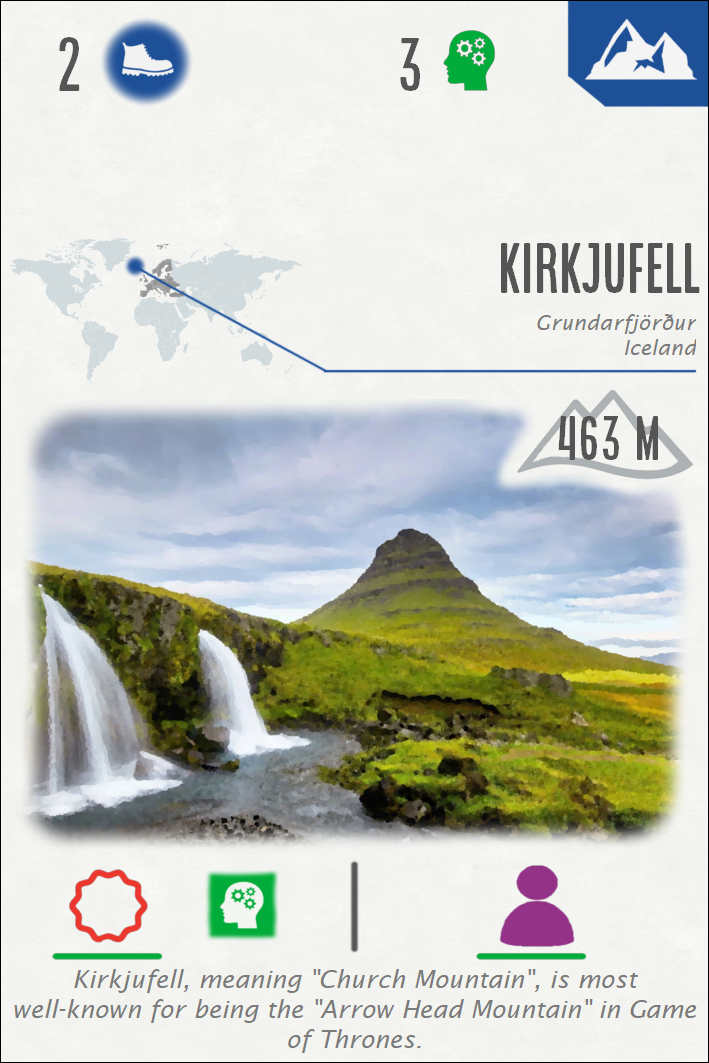 2
3
KIRKJUFELL
Grundarfjörður
Iceland
463 M
Kirkjufell, meaning "Church Mountain", is most
well-known for being the "Arrow Head Mountain" in Game
of Thrones.